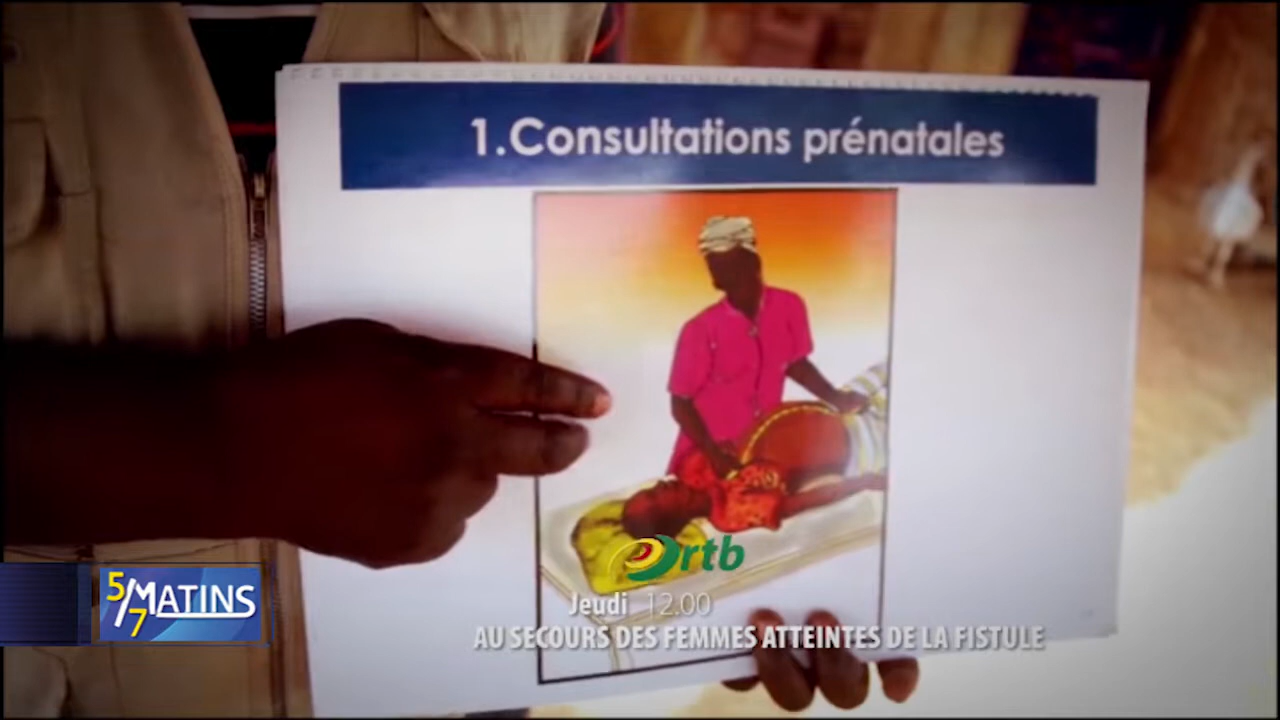 1.Consultations prénatales
ortb
Jeudi 12.00
AU SECOURS DES FEMMES ATTEINTES DE LA FISTULE
5/7 MATINS